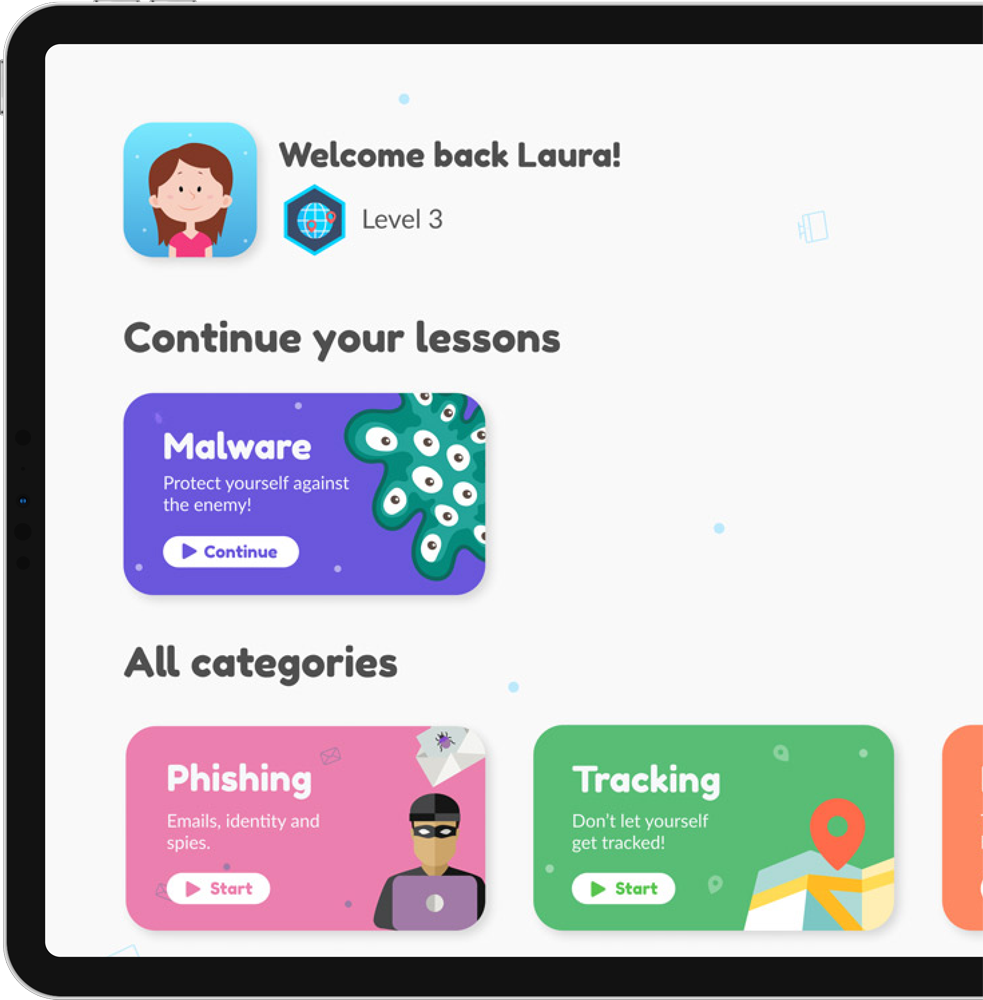 Welcome back Laura!
Level 3
Continue your lessons
Malware
Protect yourself against
the enemy!
Continue
All categories
Phishing
Emails, identity and
spies.
Start
Tracking
Don't let yourself
get tracked!
Start